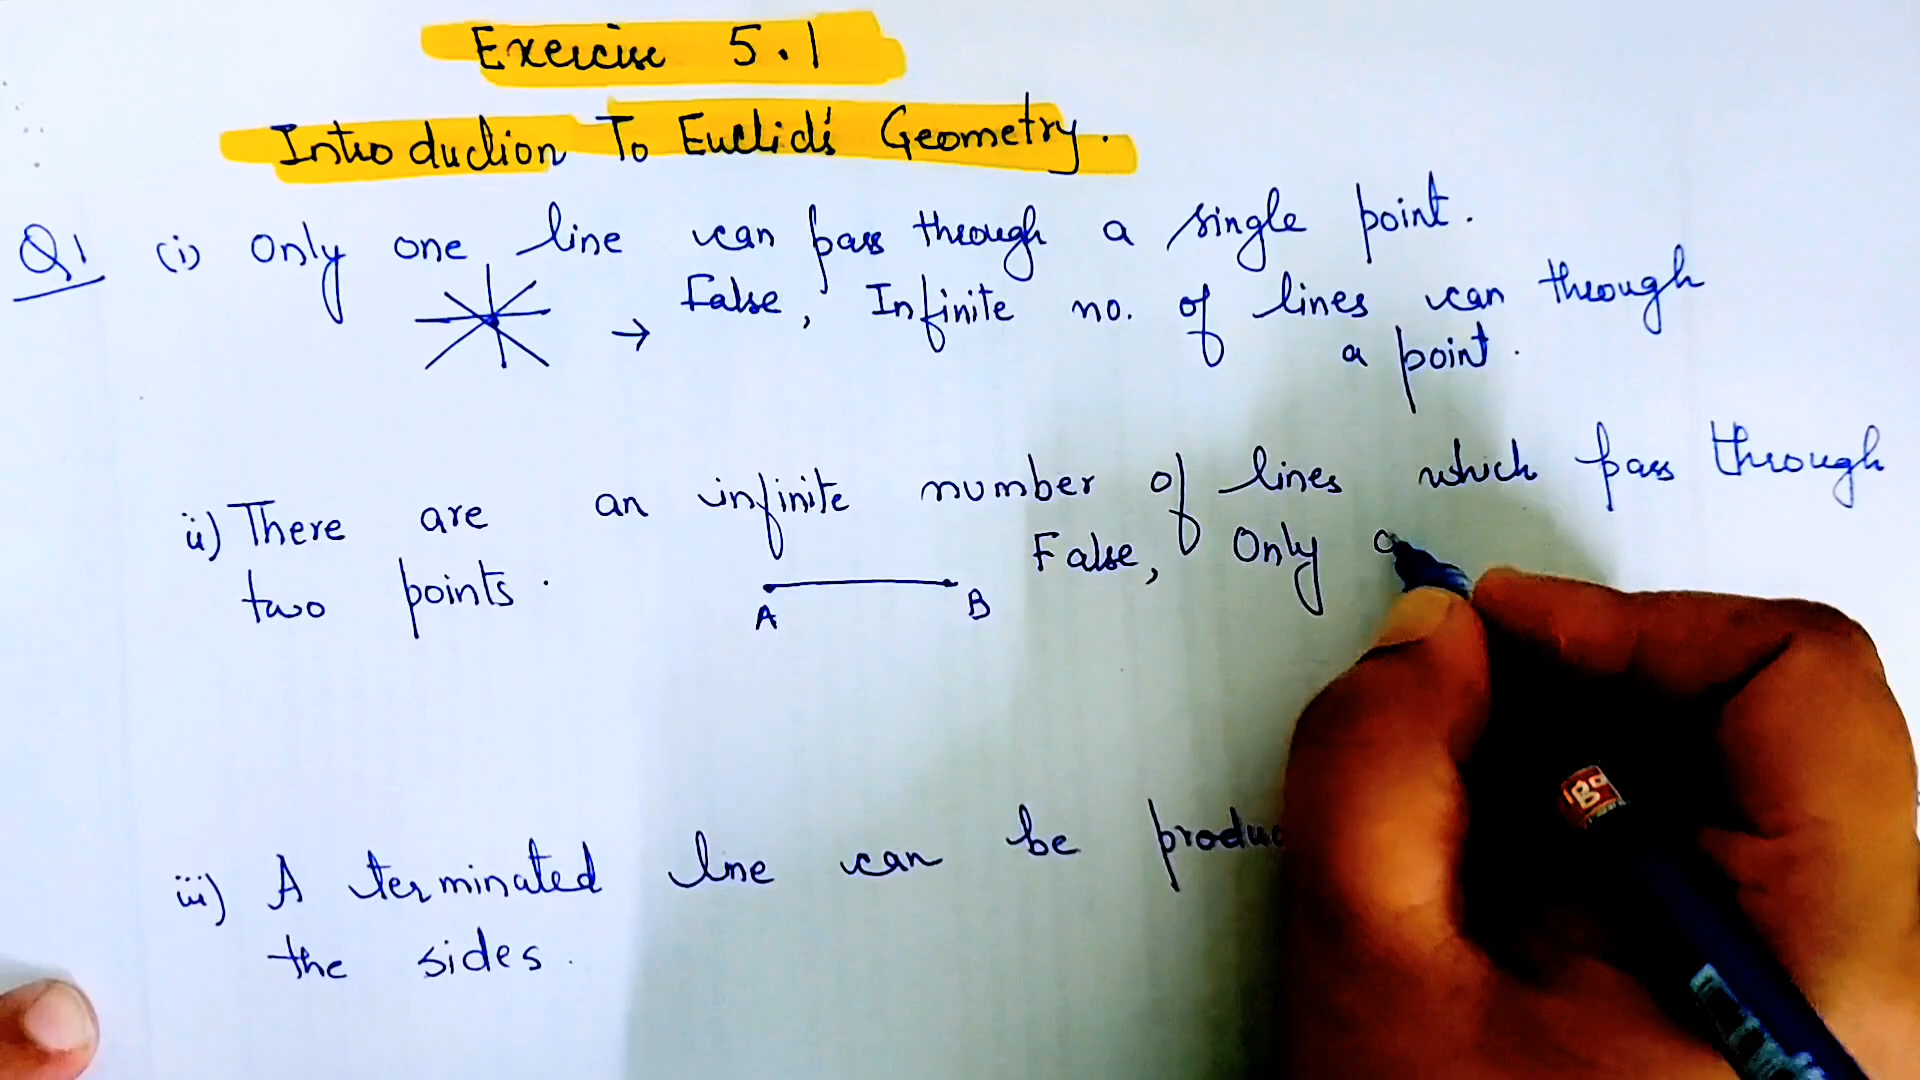 Exercise 5.1
Introduction To Euclid's Geometry.
Q1 (i) Only one line can pass through a single point.
→ False, Infinite no. of lines can through
a point.
ii) There are an infinite number of lines which pass through
two points. False, Only
A B
iii) A terminated line can be
the sides.